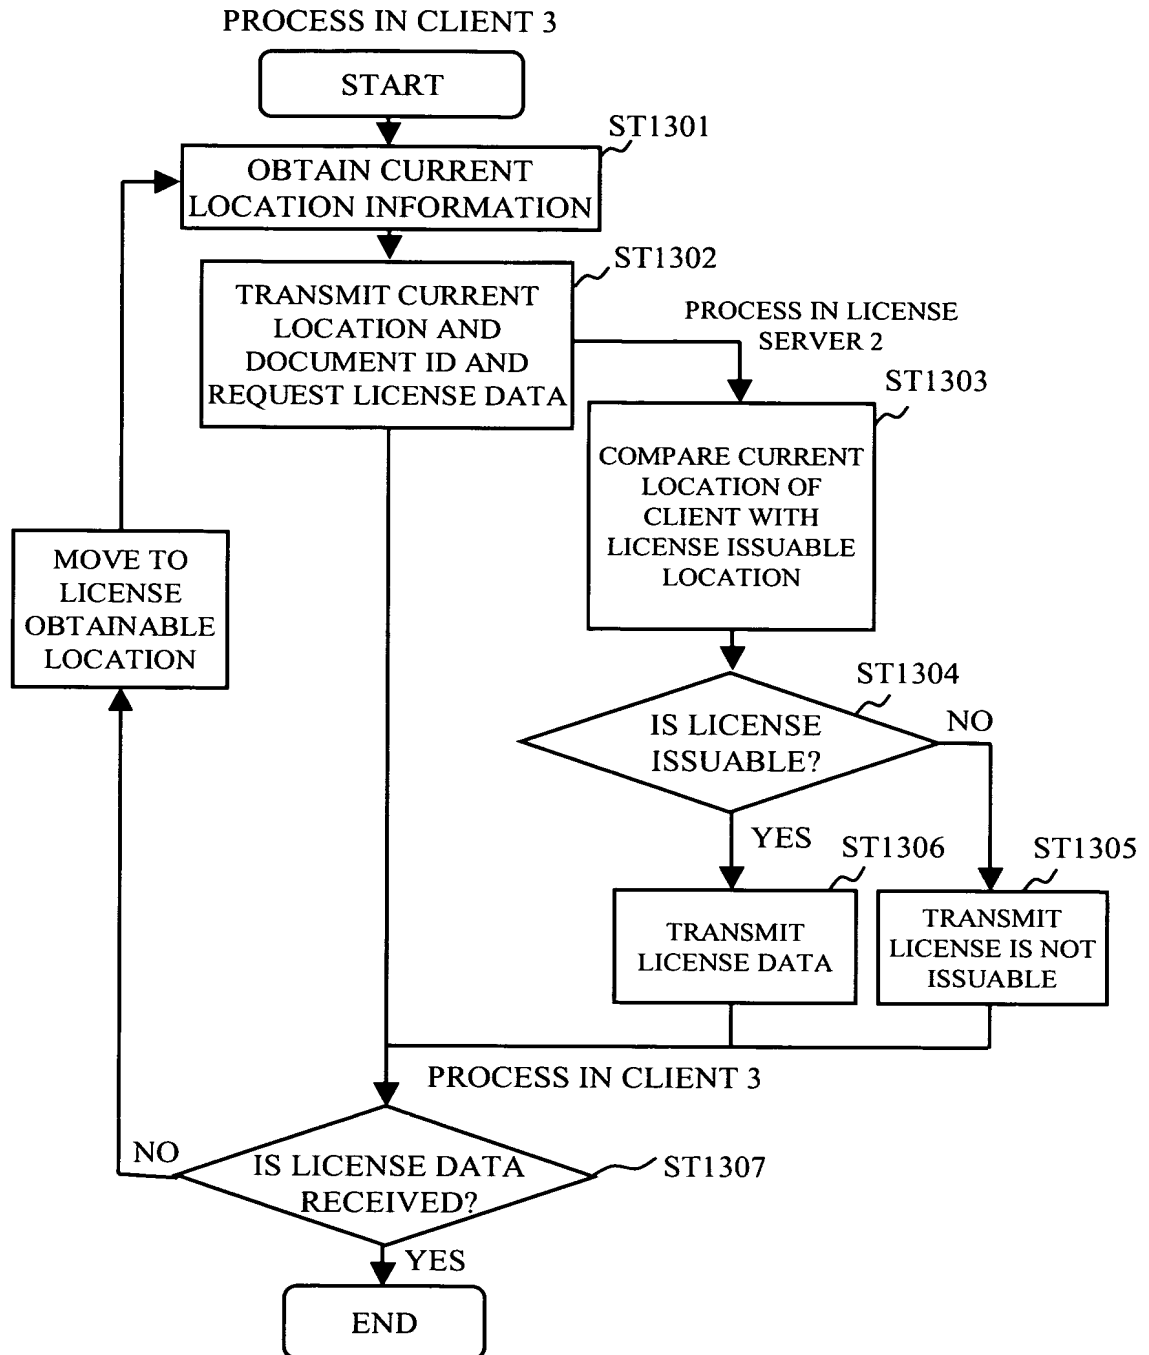 PROCESS IN CLIENT 3
START
ST1301
OBTAIN CURRENT
LOCATION INFORMATION
ST1302
TRANSMIT CURRENT
LOCATION AND
DOCUMENT ID AND
REQUEST LICENSE DATA
PROCESS IN LICENSE
SERVER 2
ST1303
COMPARE CURRENT
LOCATION OF
CLIENT WITH
LICENSE ISSUABLE
LOCATION
MOVE TO
LICENSE
OBTAINABLE
LOCATION
ST1304
IS LICENSE
ISSUABLE?
NO
YES
ST1306
TRANSMIT
LICENSE DATA
ST1305
TRANSMIT
LICENSE IS NOT
ISSUABLE
PROCESS IN CLIENT 3
NO
IS LICENSE DATA
RECEIVED?
ST1307
YES
END